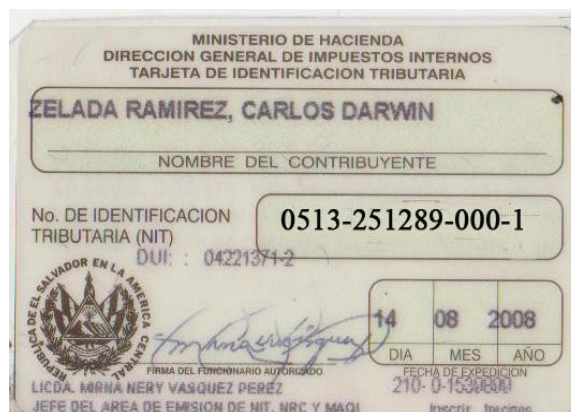 MINISTERIO DE HACIENDA
DIRECCION GENERAL DE IMPUESTOS INTERNOS
TARJETA DE IDENTIFICACION TRIBUTARIA
ZELADA RAMIREZ, CARLOS DARWIN
NOMBRE DEL CONTRIBUYENTE
No. DE IDENTIFICACION
TRIBUTARIA (NIT)
0513-251289-000-1
DUI: : 04221371-2
REPUBLICA DE EL SALVADOR EN LA AMERICA CENTRAL
14 08 2008
DIA MES AÑO
FIRMA DEL FUNCIONARIO AUTORIZADO
FECHA DE EXPEDICION
LICDA. MIRNA NERY VASQUEZ PEREZ
210- 0-
JEFE DEL AREA DE EMISION DE NIT, NRC Y MAQI